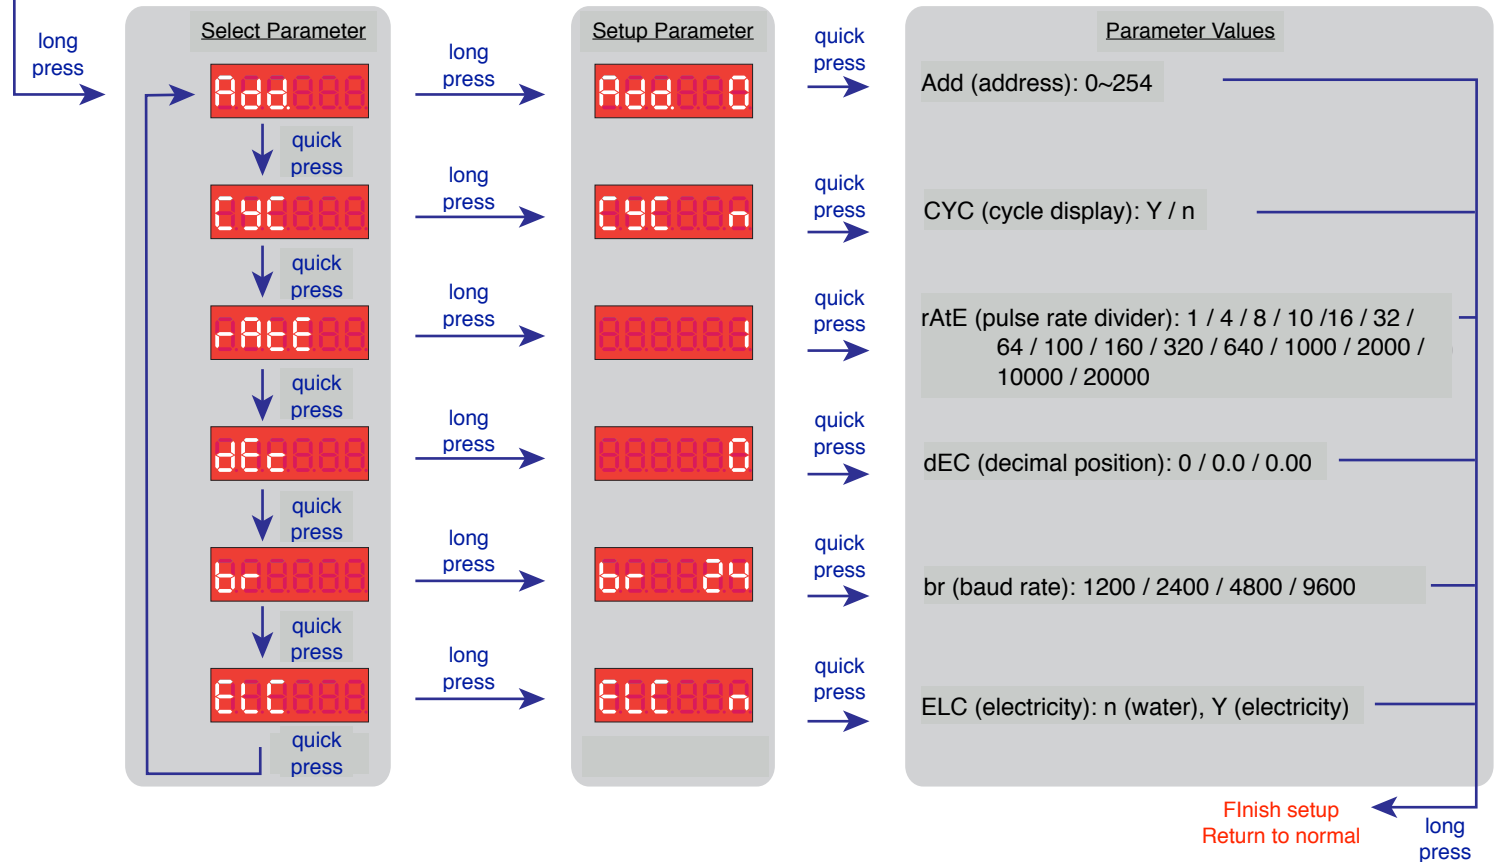 Select Parameter
Setup Parameter
Parameter Values
long
press
Add.
long
press
Add. 0
quick
press
Add (address): 0~254
quick
press
CYC
long
press
CYC n
quick
press
CYC (cycle display): Y / n
quick
press
rAtE
long
press
1
quick
press
rAtE (pulse rate divider): 1 / 4 / 8 / 10 /16 / 32 /
64 / 100 / 160 / 320 / 640 / 1000 / 2000 /
10000 / 20000
quick
press
dEc
long
press
0
quick
press
dEC (decimal position): 0 / 0.0 / 0.00
quick
press
br
long
press
br 24
quick
press
br (baud rate): 1200 / 2400 / 4800 / 9600
quick
press
ELC
long
press
ELC n
quick
press
ELC (electricity): n (water), Y (electricity)
quick
press
FInish setup
Return to normal
long
press